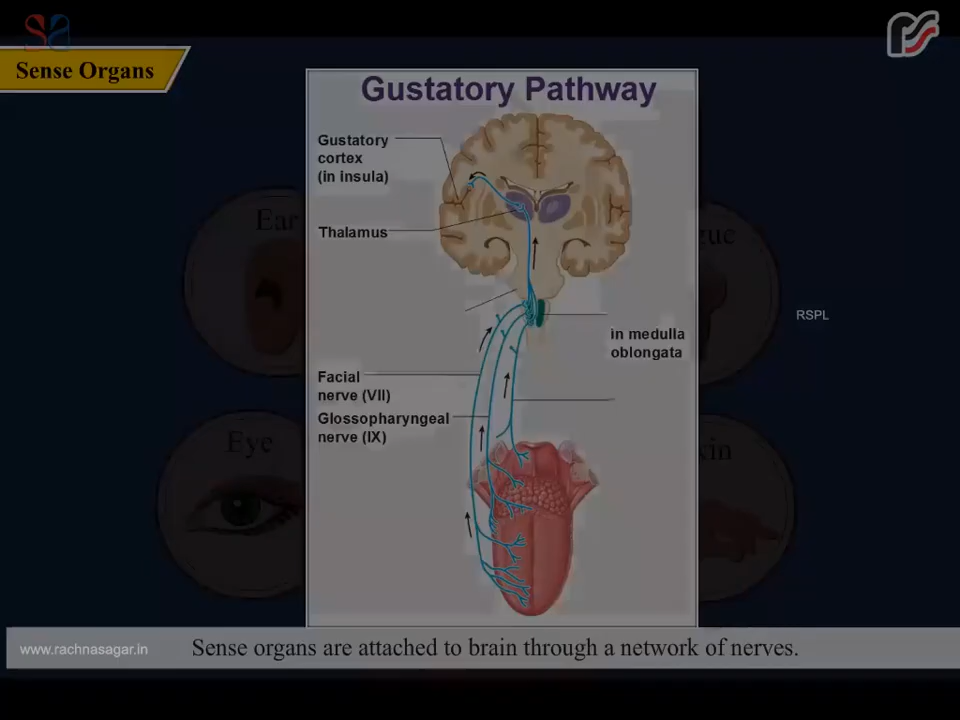 Sense Organs
Gustatory Pathway
Gustatory
cortex
(in insula)
Thalamus
in medulla
oblongata
Facial
nerve (VII)
Glossopharyngeal
nerve (IX)
Ear
Eye
RSPL
www.rachnasagar.in
Sense organs are attached to brain through a network of nerves.